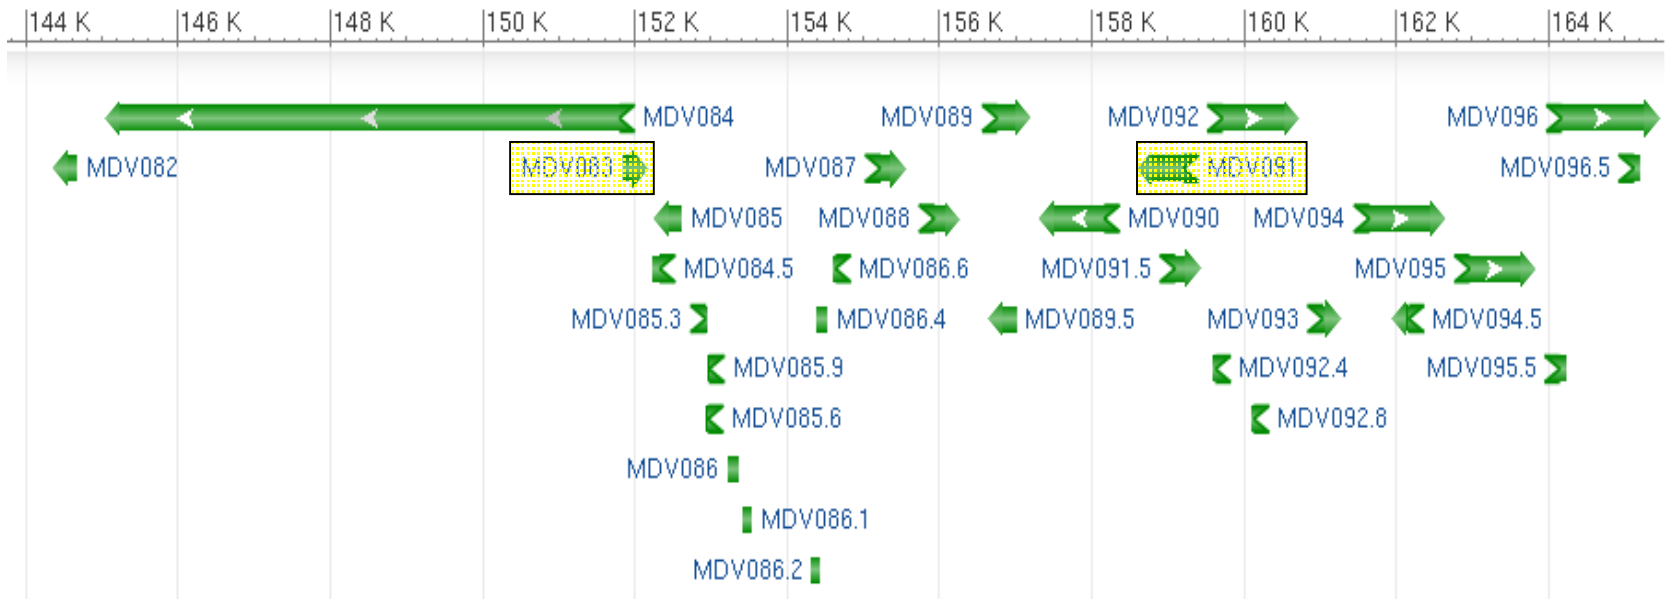 144 K 146 K 148 K 150 K 152 K 154 K 156 K 158 K 160 K 162 K 164 K
MDV084 MDV089 MDV092 MDV096
MDV082 MDV083 MDV087 MDV091 MDV096.5
MDV085 MDV088 MDV090 MDV094
MDV084.5 MDV086.6 MDV091.5 MDV095
MDV085.3 MDV086.4 MDV089.5 MDV093 MDV094.5
MDV085.9 MDV092.4 MDV095.5
MDV085.6 MDV092.8
MDV086
MDV086.1
MDV086.2